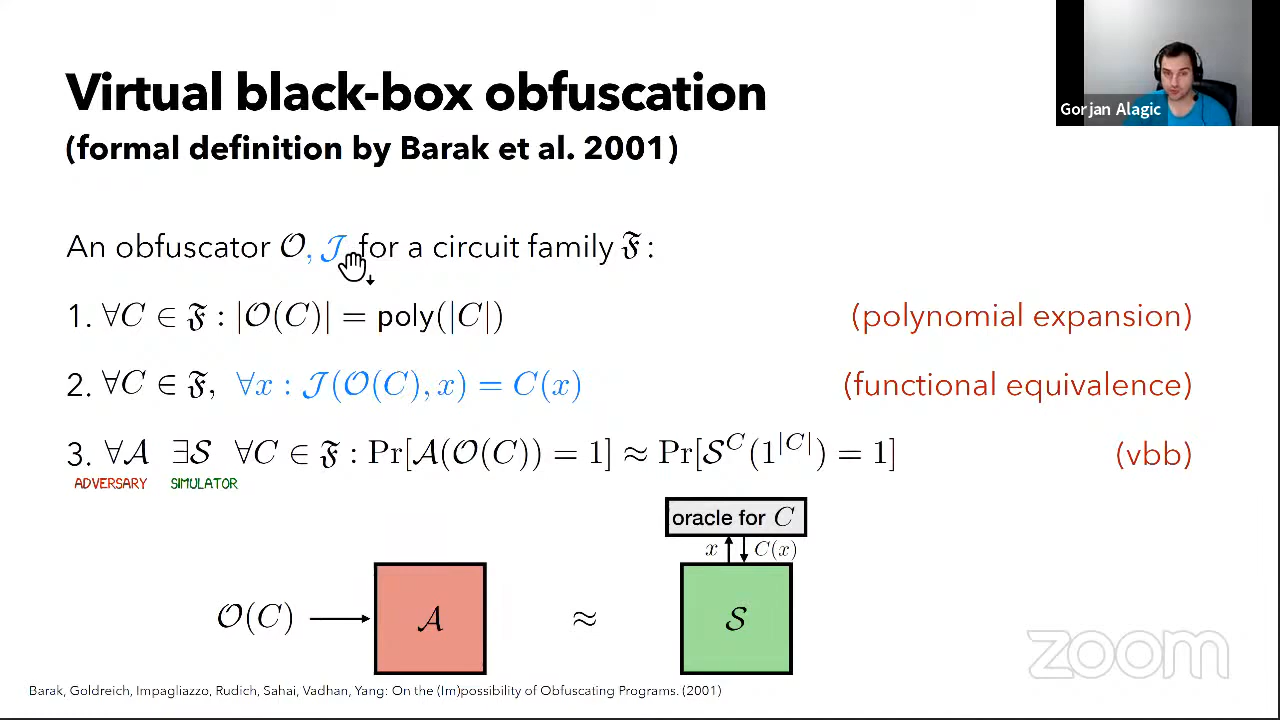 Virtual black-box obfuscation
(formal definition by Barak et al. 2001)
Gorjan Alagic
An obfuscator 𝒪, 𝒥 for a circuit family 𝔉 :
1. ∀C ∈ 𝔉 : |𝒪(C)| = poly(|C|) (polynomial expansion)
2. ∀C ∈ 𝔉, ∀x : 𝒥(𝒪(C), x) = C(x) (functional equivalence)
3. ∀𝒜 ∃𝒮 ∀C ∈ 𝔉 : Pr[𝒜(𝒪(C)) = 1] ≈ Pr[𝒮^C(1^|C|) = 1] (vbb)
ADVERSARY SIMULATOR
oracle for C
x C(x)
𝒪(C) 𝒜 ≈ 𝒮
zoom
Barak, Goldreich, Impagliazzo, Rudich, Sahai, Vadhan, Yang: On the (Im)possibility of Obfuscating Programs. (2001)